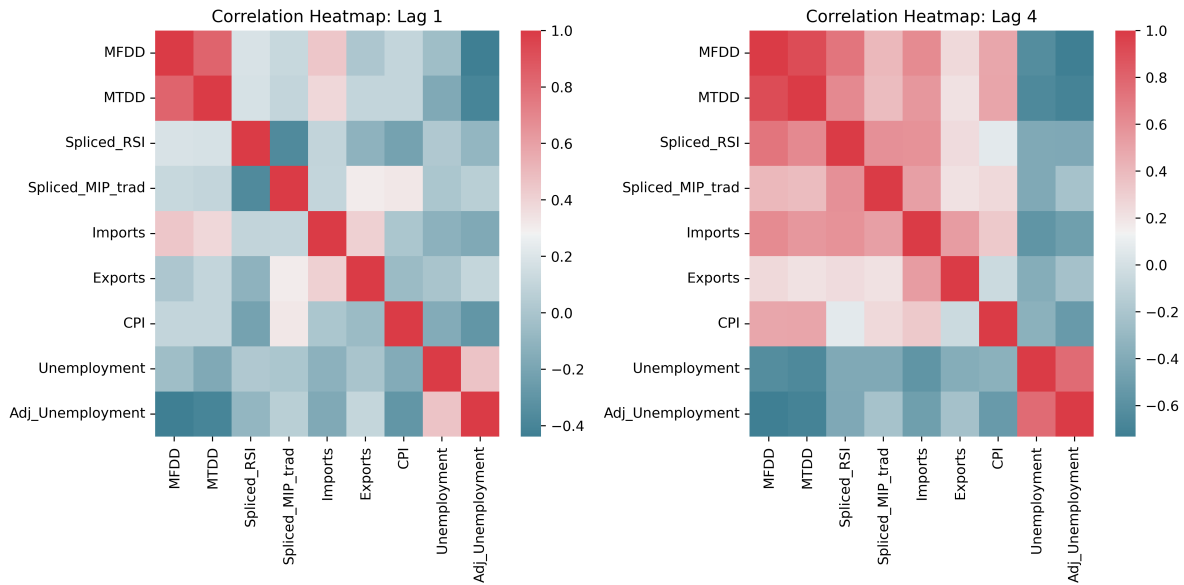 Correlation Heatmap: Lag 1
MFDD
MTDD
Spliced_RSI
Spliced_MIP_trad
Imports
Exports
CPI
Unemployment
Adj_Unemployment
MFDD
MTDD
Spliced_RSI
Spliced_MIP_trad
Imports
Exports
CPI
Unemployment
Adj_Unemployment
1.0
0.8
0.6
0.4
0.2
0.0
−0.2
−0.4
Correlation Heatmap: Lag 4
MFDD
MTDD
Spliced_RSI
Spliced_MIP_trad
Imports
Exports
CPI
Unemployment
Adj_Unemployment
MFDD
MTDD
Spliced_RSI
Spliced_MIP_trad
Imports
Exports
CPI
Unemployment
Adj_Unemployment
1.0
0.8
0.6
0.4
0.2
0.0
−0.2
−0.4
−0.6